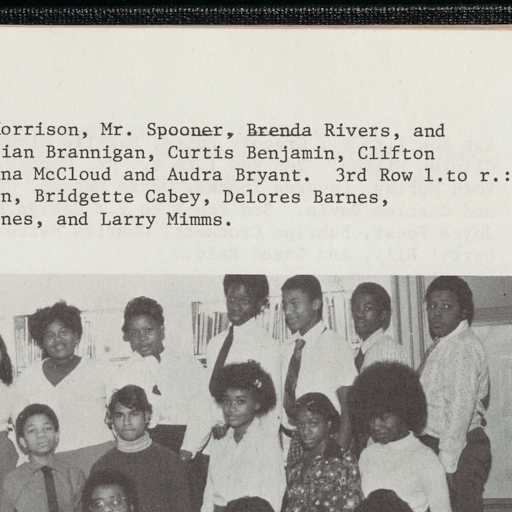 orrison, Mr. Spooner, Brenda Rivers, and
ian Brannigan, Curtis Benjamin, Clifton
na McCloud and Audra Bryant. 3rd Row l.to r.:
n, Bridgette Cabey, Delores Barnes,
nes, and Larry Mimms.